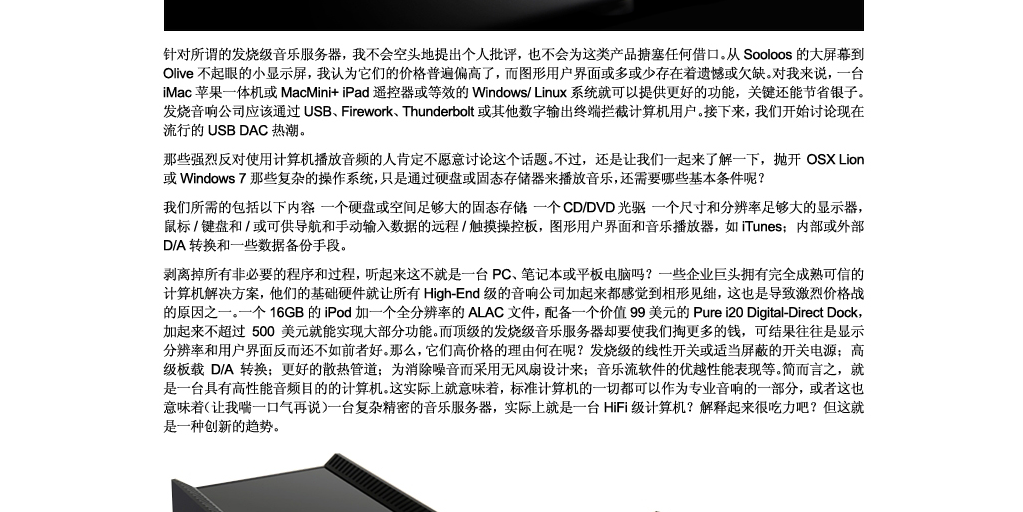 针对所谓的发烧级音乐服务器，我不会空头地提出个人批评，也不会为这类产品搪塞任何借口。从 Sooloos 的大屏幕到
Olive 不起眼的小显示屏，我认为它们的价格普遍偏高了，而图形用户界面或多或少存在着遗憾或欠缺。对我来说，一台
iMac 苹果一体机或 MacMini+ iPad 遥控器或等效的 Windows/ Linux 系统就可以提供更好的功能，关键还能节省银子。
发烧音响公司应该通过 USB、Firework、Thunderbolt 或其他数字输出终端拦截计算机用户。接下来，我们开始讨论现在
流行的 USB DAC 热潮。
那些强烈反对使用计算机播放音频的人肯定不愿意讨论这个话题。不过，还是让我们一起来了解一下，抛开 OSX Lion
或 Windows 7 那些复杂的操作系统，只是通过硬盘或固态存储器来播放音乐，还需要哪些基本条件呢？
我们所需的包括以下内容 一个硬盘或空间足够大的固态存储 一个 CD/DVD 光驱 一个尺寸和分辨率足够大的显示器，
鼠标 / 键盘和 / 或可供导航和手动输入数据的远程 / 触摸操控板，图形用户界面和音乐播放器，如 iTunes；内部或外部
D/A 转换和一些数据备份手段。
剥离掉所有非必要的程序和过程，听起来这不就是一台 PC、笔记本或平板电脑吗？一些企业巨头拥有完全成熟可信的
计算机解决方案，他们的基础硬件就让所有 High-End 级的音响公司加起来都感觉到相形见绌，这也是导致激烈价格战
的原因之一。一个 16GB 的 iPod 加一个全分辨率的 ALAC 文件，配备一个价值 99 美元的 Pure i20 Digital-Direct Dock，
加起来不超过 500 美元就能实现大部分功能。而顶级的发烧级音乐服务器却要使我们掏更多的钱，可结果往往是显示
分辨率和用户界面反而还不如前者好。那么，它们高价格的理由何在呢？发烧级的线性开关或适当屏蔽的开关电源；高
级板载 D/A 转换；更好的散热管道；为消除噪音而采用无风扇设计来；音乐流软件的优越性能表现等。简而言之，就
是一台具有高性能音频目的的计算机。这实际上就意味着，标准计算机的一切都可以作为专业音响的一部分，或者这也
意味着（让我喘一口气再说）一台复杂精密的音乐服务器，实际上就是一台 HiFi 级计算机？解释起来很吃力吧？但这就
是一种创新的趋势。